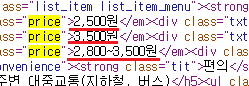 ass="list_item list_item_menu"><strong
"price">2,500원</em><div class="txt
ass="price">3,500원</em><div class="txt
ass="price">2,800~3,500원</em><div clas
onvenience"><strong class="tit">편의
주변 대중교통(지하철, 버스)</h5><ul clas